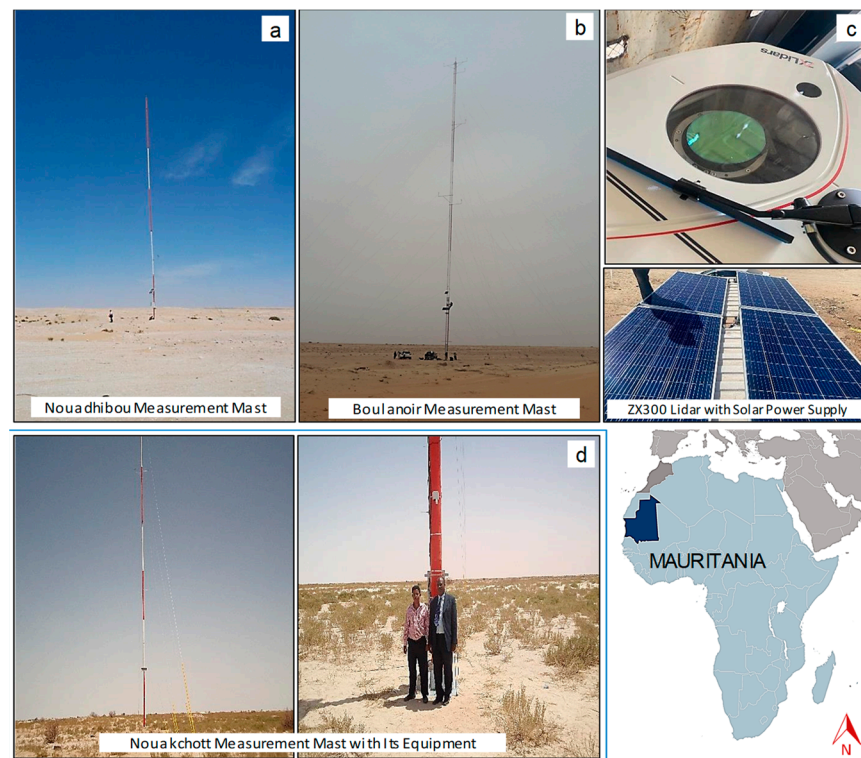 a
b
c
ZX Lidars
Nouadhibou Measurement Mast
Boulanoir Measurement Mast
ZX300 Lidar with Solar Power Supply
d
Nouakchott Measurement Mast with Its Equipment
MAURITANIA
N